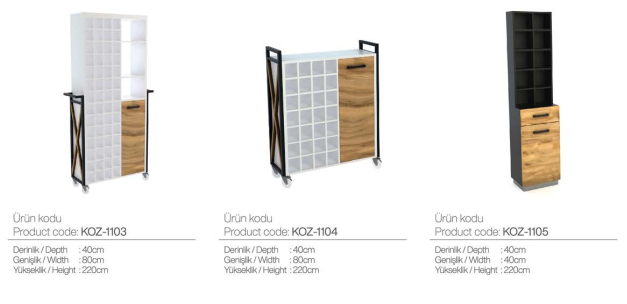 Ürün kodu
Product code: KOZ-1103
Derinlik / Depth : 40cm
Genişlik / Width : 80cm
Yükseklik / Height : 220cm
Ürün kodu
Product code: KOZ-1104
Derinlik / Depth : 40cm
Genişlik / Width : 80cm
Yükseklik / Height : 220cm
Ürün kodu
Product code: KOZ-1105
Derinlik / Depth : 40cm
Genişlik / Width : 40cm
Yükseklik / Height : 220cm